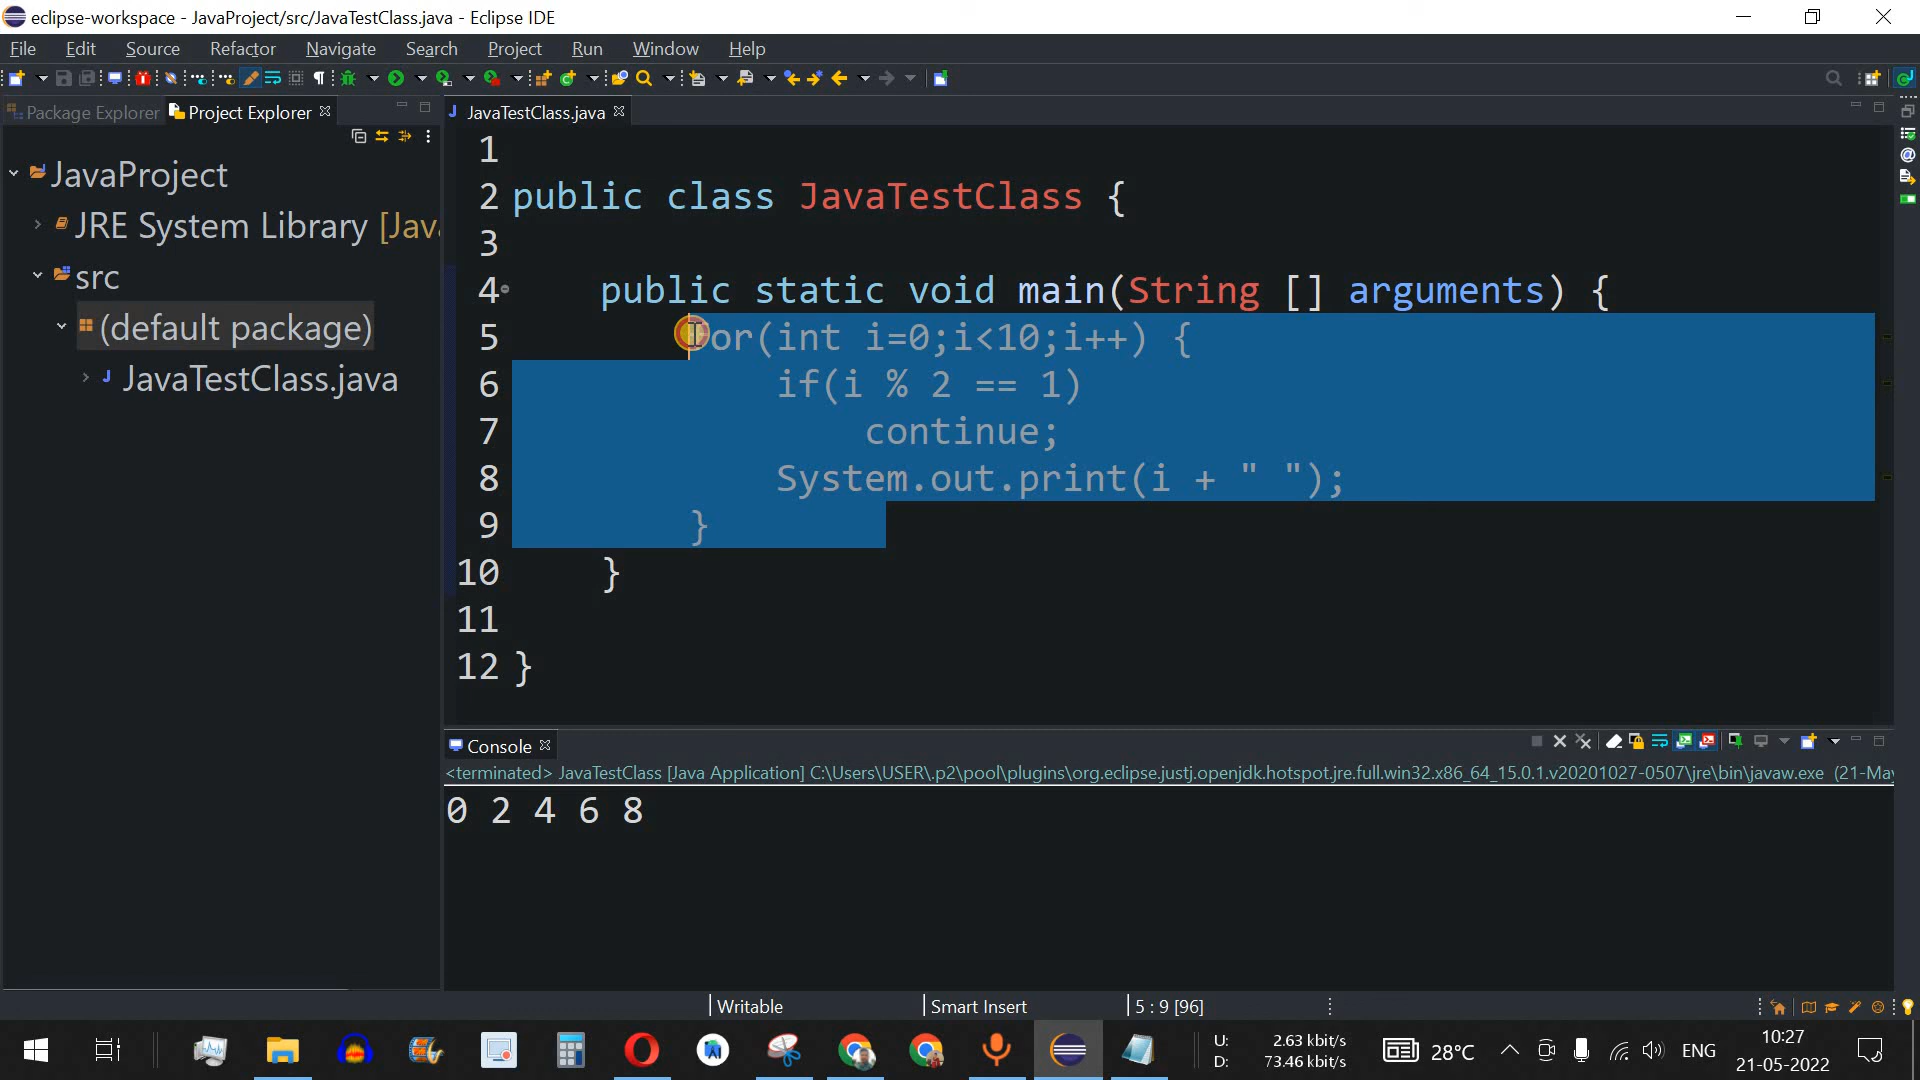 eclipse-workspace - JavaProject/src/JavaTestClass.java - Eclipse IDE
File Edit Source Refactor Navigate Search Project Run Window Help
Package Explorer Project Explorer JavaTestClass.java
JavaProject
JRE System Library [Jav
src
(default package)
JavaTestClass.java
1
2 public class JavaTestClass {
3
4 public static void main(String [] arguments) {
5 for(int i=0;i<10;i++) {
6 if(i % 2 == 1)
7 continue;
8 System.out.print(i + " ");
9 }
10 }
11
12 }
Console
<terminated> JavaTestClass [Java Application] C:\Users\USER\.p2\pool\plugins\org.eclipse.justj.openjdk.hotspot.jre.full.win32.x86_64_15.0.1.v20201027-0507\jre\bin\javaw.exe (21-May
0 2 4 6 8
Writable Smart Insert 5 : 9 [96]
U: 2.63 kbit/s
D: 73.46 kbit/s
28°C ENG
10:27
21-05-2022